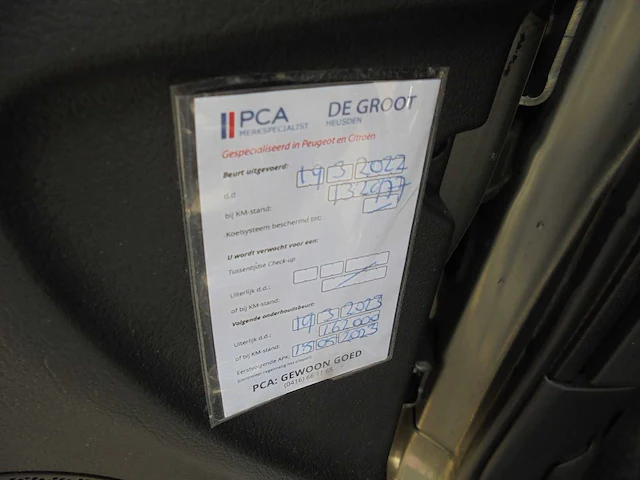 PCA DE GROOT
MERKSPECIALIST HEUSDEN
Gespecialiseerd in Peugeot en Citroën
Beurt uitgevoerd:
d.d 19 3 2022
bij KM-stand:
Koelsysteem beschermd tot:
U wordt verwacht voor een:
Tussentijdse Check-up
Uiterlijk d.d.:
of bij KM-stand:
Volgende onderhoudsbeurt:
Uiterlijk d.d.: 19 3 2023
of bij KM-stand: 162000
Eerstvolgende APK: 15 05 2023
PCA: GEWOON GOED